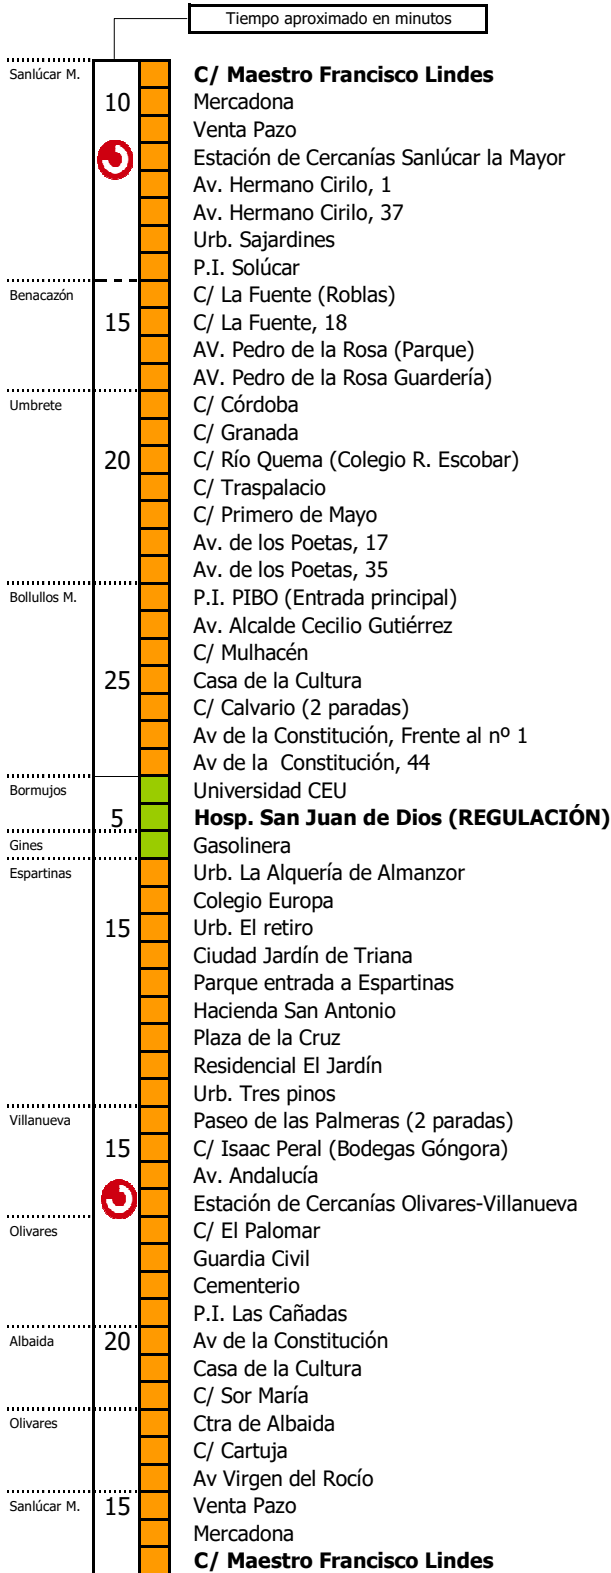 Tiempo aproximado en minutos
Sanlúcar M.
C/ Maestro Francisco Lindes
10 Mercadona
Venta Pazo
Estación de Cercanías Sanlúcar la Mayor
Av. Hermano Cirilo, 1
Av. Hermano Cirilo, 37
Urb. Sajardines
P.I. Solúcar
Benacazón
C/ La Fuente (Roblas)
15 C/ La Fuente, 18
AV. Pedro de la Rosa (Parque)
AV. Pedro de la Rosa Guardería)
Umbrete
C/ Córdoba
C/ Granada
20 C/ Río Quema (Colegio R. Escobar)
C/ Traspalacio
C/ Primero de Mayo
Av. de los Poetas, 17
Av. de los Poetas, 35
Bollullos M.
P.I. PIBO (Entrada principal)
Av. Alcalde Cecilio Gutiérrez
C/ Mulhacén
25 Casa de la Cultura
C/ Calvario (2 paradas)
Av de la Constitución, Frente al nº 1
Av de la Constitución, 44
Bormujos
Universidad CEU
5 Hosp. San Juan de Dios (REGULACIÓN)
Gines
Gasolinera
Espartinas
Urb. La Alquería de Almanzor
Colegio Europa
15 Urb. El retiro
Ciudad Jardín de Triana
Parque entrada a Espartinas
Hacienda San Antonio
Plaza de la Cruz
Residencial El Jardín
Urb. Tres pinos
Villanueva
Paseo de las Palmeras (2 paradas)
15 C/ Isaac Peral (Bodegas Góngora)
Av. Andalucía
Estación de Cercanías Olivares-Villanueva
Olivares
C/ El Palomar
Guardia Civil
Cementerio
P.I. Las Cañadas
Albaida 20 Av de la Constitución
Casa de la Cultura
C/ Sor María
Olivares
Ctra de Albaida
C/ Cartuja
Av Virgen del Rocío
Sanlúcar M. 15 Venta Pazo
Mercadona
C/ Maestro Francisco Lindes